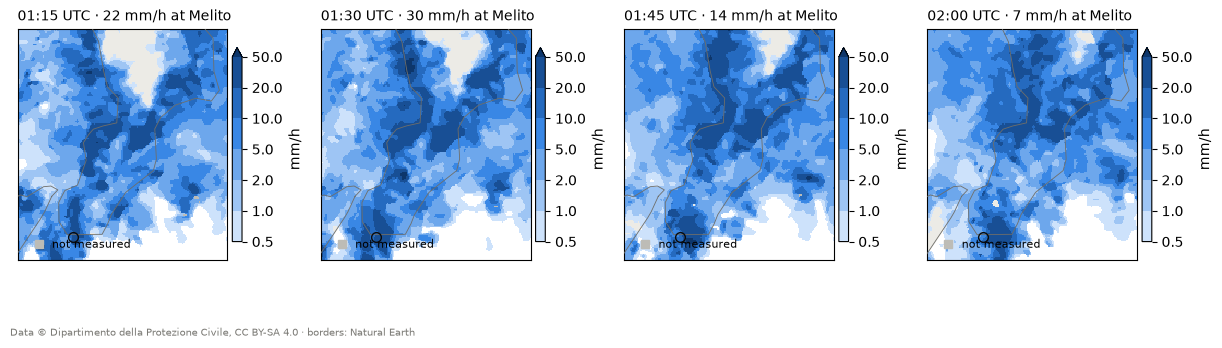 01:15 UTC · 22 mm/h at Melito
50.0
20.0
10.0
5.0
2.0
1.0
0.5
mm/h
not measured
01:30 UTC · 30 mm/h at Melito
50.0
20.0
10.0
5.0
2.0
1.0
0.5
mm/h
not measured
01:45 UTC · 14 mm/h at Melito
50.0
20.0
10.0
5.0
2.0
1.0
0.5
mm/h
not measured
02:00 UTC · 7 mm/h at Melito
50.0
20.0
10.0
5.0
2.0
1.0
0.5
mm/h
not measured
Data © Dipartimento della Protezione Civile, CC BY-SA 4.0 · borders: Natural Earth